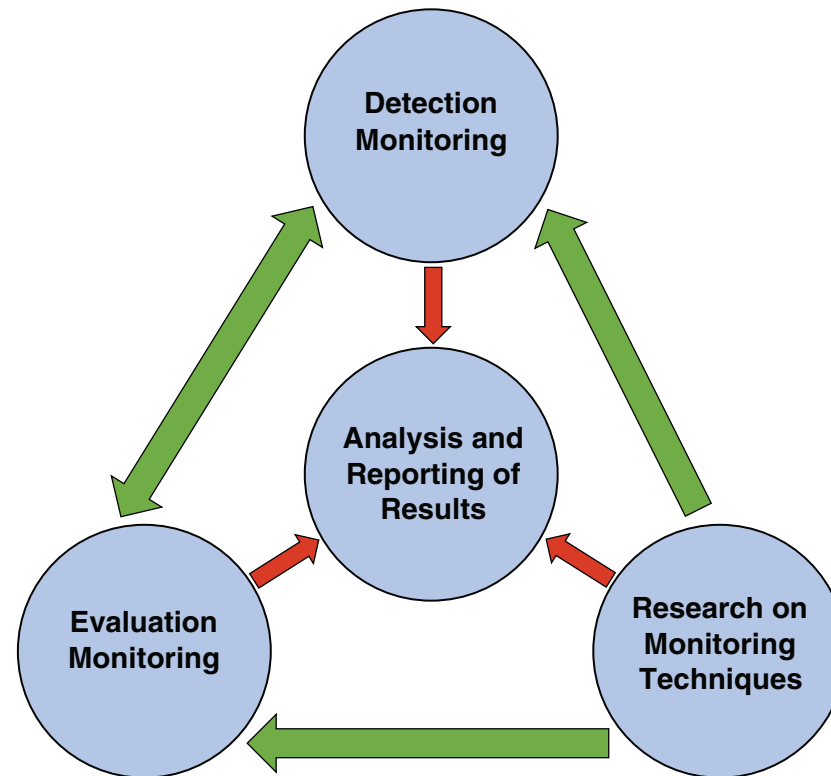 Detection
Monitoring
Analysis and
Reporting of
Results
Evaluation
Monitoring
Research on
Monitoring
Techniques